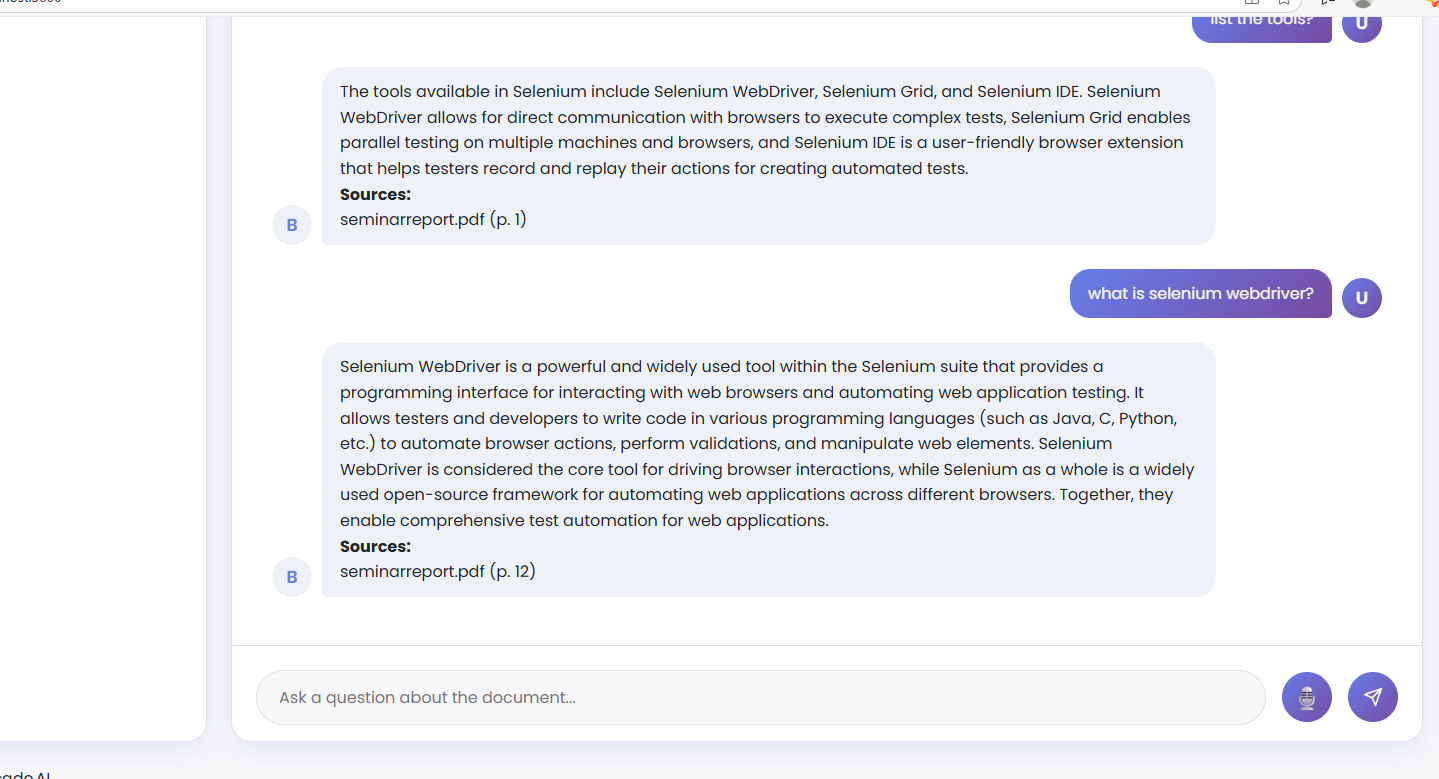 list the tools?
U
The tools available in Selenium include Selenium WebDriver, Selenium Grid, and Selenium IDE. Selenium
WebDriver allows for direct communication with browsers to execute complex tests, Selenium Grid enables
parallel testing on multiple machines and browsers, and Selenium IDE is a user-friendly browser extension
that helps testers record and replay their actions for creating automated tests.
Sources:
seminarreport.pdf (p. 1)
B
what is selenium webdriver?
U
Selenium WebDriver is a powerful and widely used tool within the Selenium suite that provides a
programming interface for interacting with web browsers and automating web application testing. It
allows testers and developers to write code in various programming languages (such as Java, C, Python,
etc.) to automate browser actions, perform validations, and manipulate web elements. Selenium
WebDriver is considered the core tool for driving browser interactions, while Selenium as a whole is a widely
used open-source framework for automating web applications across different browsers. Together, they
enable comprehensive test automation for web applications.
Sources:
seminarreport.pdf (p. 12)
B
Ask a question about the document...